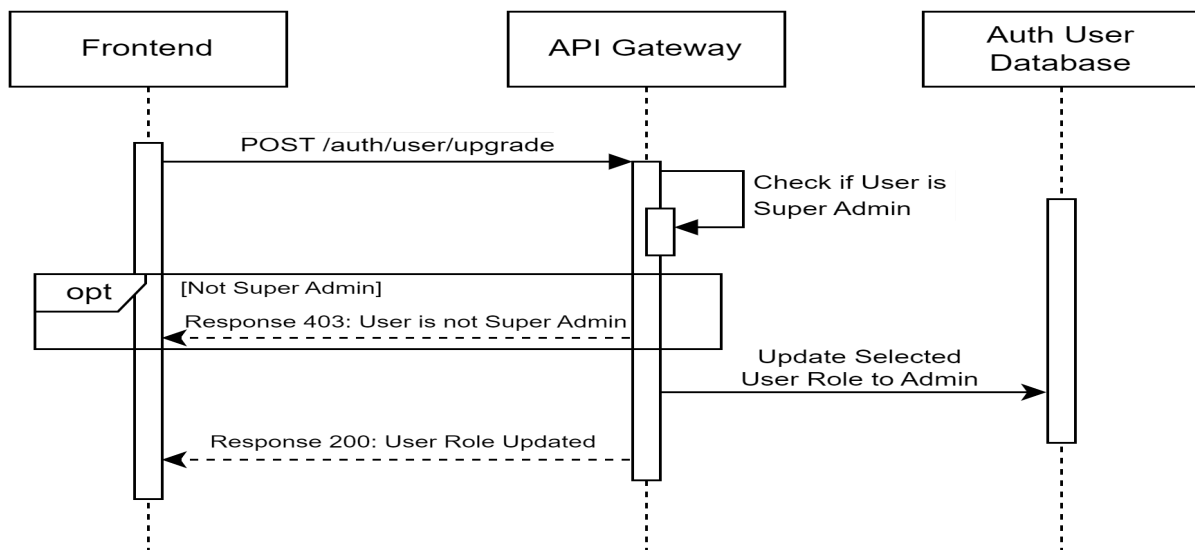 Frontend
API Gateway
Auth User
Database
POST /auth/user/upgrade
Check if User is
Super Admin
opt
[Not Super Admin]
Response 403: User is not Super Admin
Update Selected
User Role to Admin
Response 200: User Role Updated